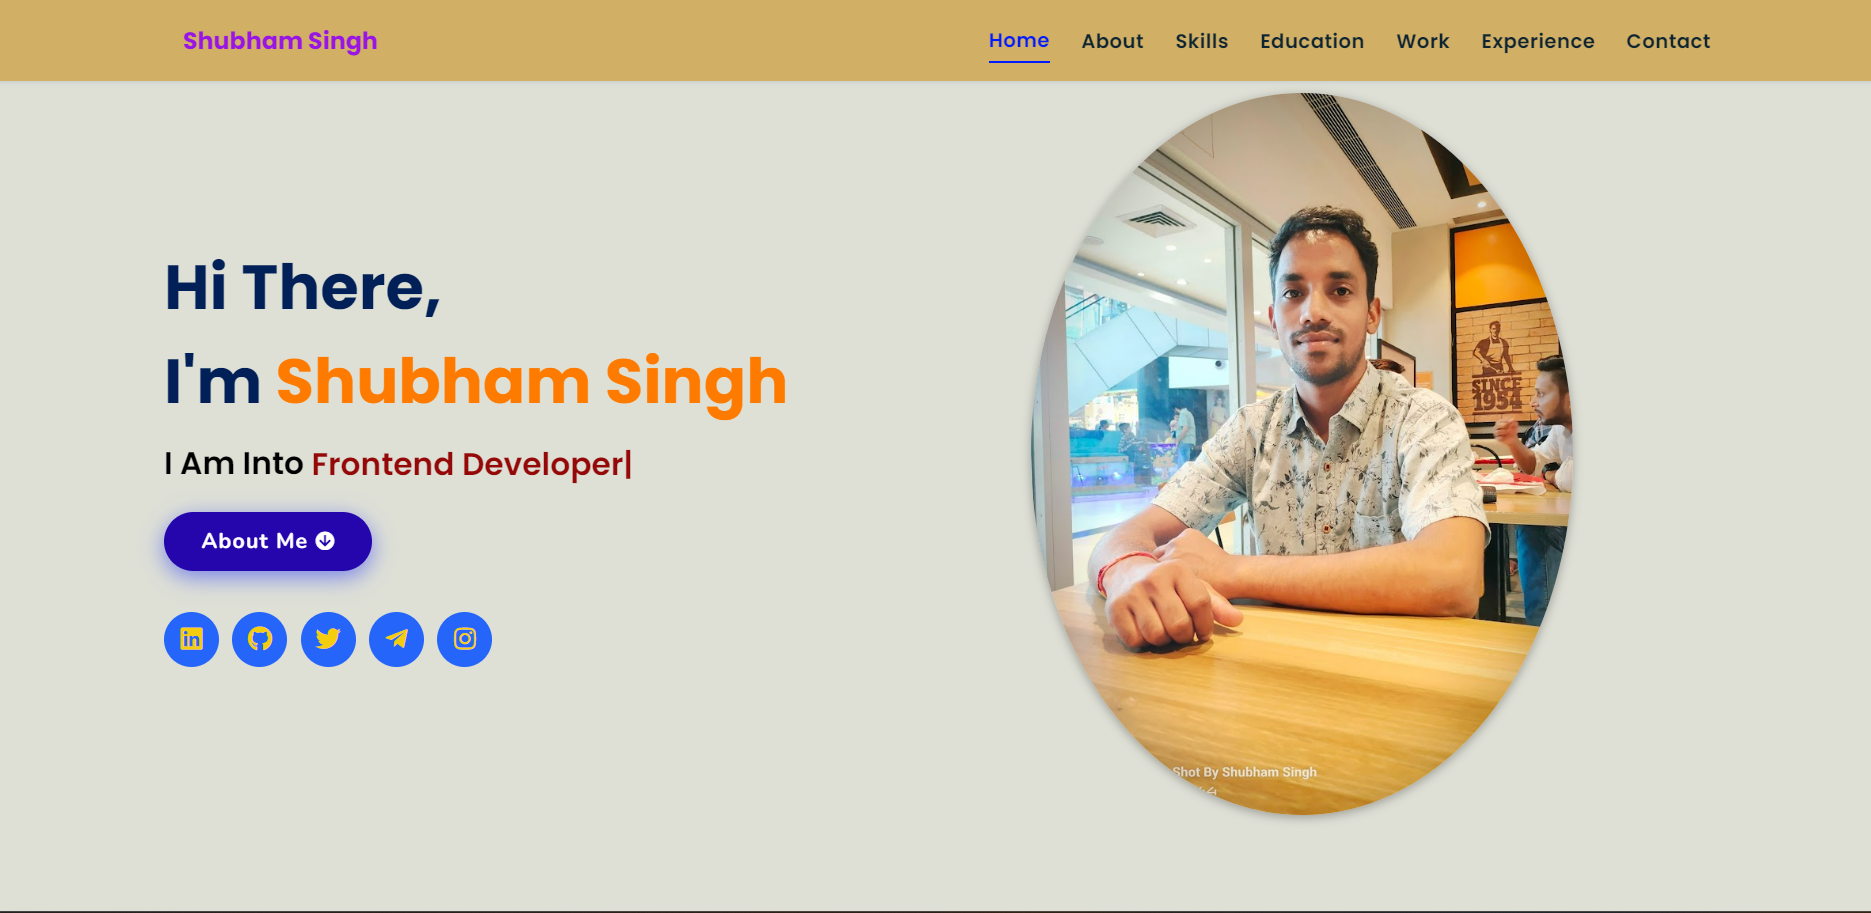 Shubham Singh
Home About Skills Education Work Experience Contact
Hi There,
I'm Shubham Singh
I Am Into Frontend Developer|
About Me
SINCE
1954
Shot By Shubham Singh